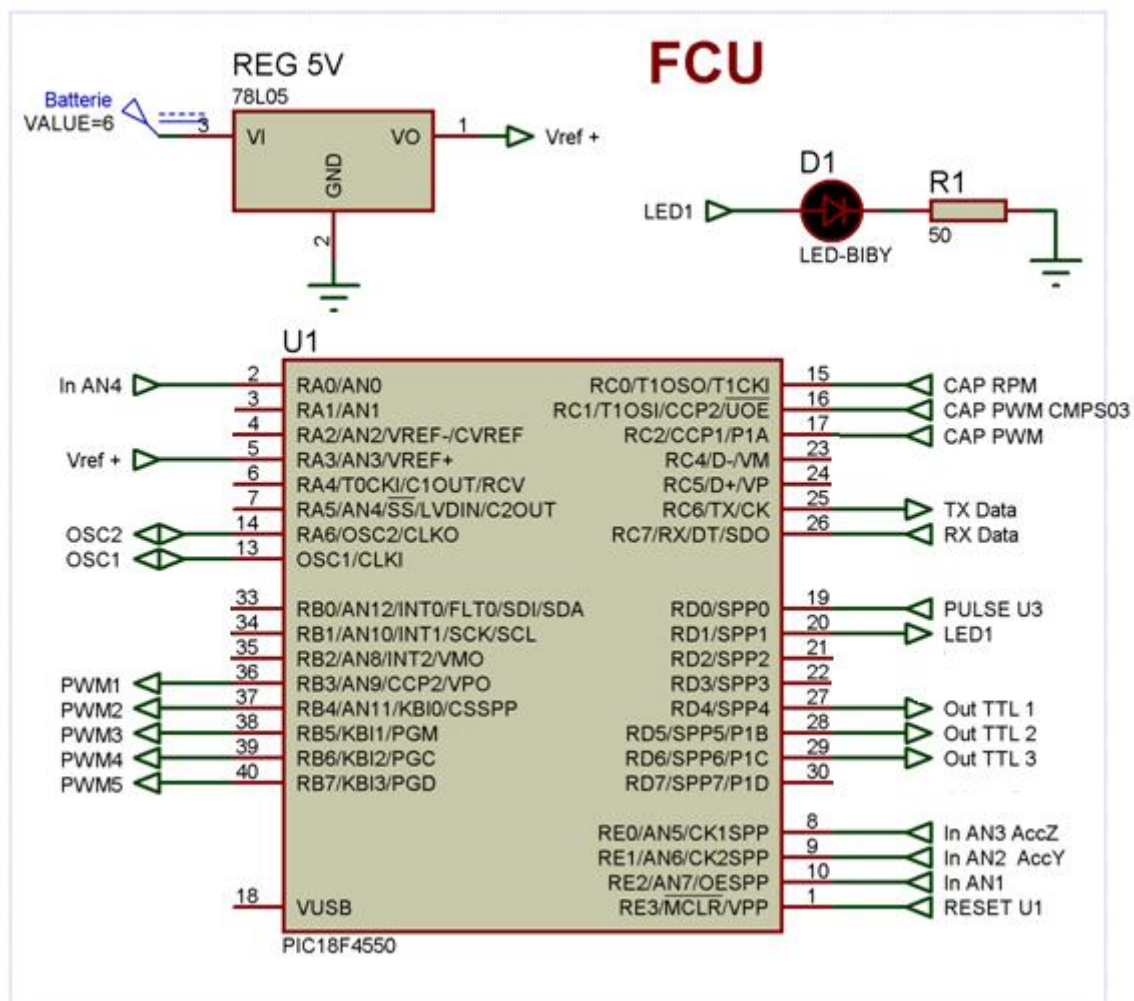 FCU
REG 5V
78L05
Batterie
VALUE=6
3
VI
VO
1
Vref +
GND
2
D1
R1
LED1
50
LED-BIBY
U1
In AN4 2 RA0/AN0 RC0/T1OSO/T1CKI 15 CAP RPM
3 RA1/AN1 RC1/T1OSI/CCP2/UOE 16 CAP PWM CMPS03
4 RA2/AN2/VREF-/CVREF RC2/CCP1/P1A 17 CAP PWM
Vref + 5 RA3/AN3/VREF+ RC4/D-/VM 23
6 RA4/T0CKI/C1OUT/RCV RC5/D+/VP 24
7 RA5/AN4/SS/LVDIN/C2OUT RC6/TX/CK 25 TX Data
OSC2 14 RA6/OSC2/CLKO RC7/RX/DT/SDO 26 RX Data
OSC1 13 OSC1/CLKI
33 RB0/AN12/INT0/FLT0/SDI/SDA RD0/SPP0 19 PULSE U3
34 RB1/AN10/INT1/SCK/SCL RD1/SPP1 20 LED1
35 RB2/AN8/INT2/VMO RD2/SPP2 21
PWM1 36 RB3/AN9/CCP2/VPO RD3/SPP3 22
PWM2 37 RB4/AN11/KBI0/CSSPP RD4/SPP4 27 Out TTL 1
PWM3 38 RB5/KBI1/PGM RD5/SPP5/P1B 28 Out TTL 2
PWM4 39 RB6/KBI2/PGC RD6/SPP6/P1C 29 Out TTL 3
PWM5 40 RB7/KBI3/PGD RD7/SPP7/P1D 30
RE0/AN5/CK1SPP 8 In AN3 AccZ
RE1/AN6/CK2SPP 9 In AN2 AccY
RE2/AN7/OESPP 10 In AN1
18 VUSB RE3/MCLR/VPP 1 RESET U1
PIC18F4550